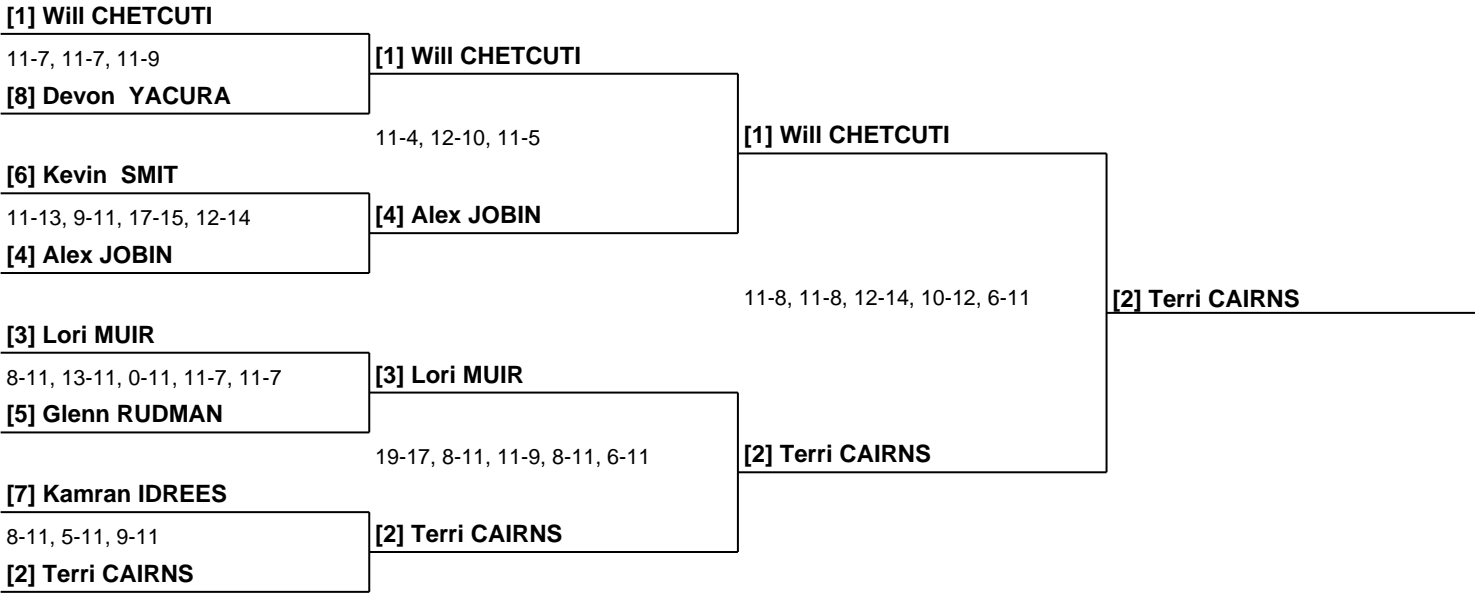 [1] Will CHETCUTI
11-7, 11-7, 11-9
[8] Devon  YACURA
[1] Will CHETCUTI
11-4, 12-10, 11-5
[6] Kevin  SMIT
11-13, 9-11, 17-15, 12-14
[4] Alex JOBIN
[4] Alex JOBIN
[1] Will CHETCUTI
11-8, 11-8, 12-14, 10-12, 6-11
[2] Terri CAIRNS
[3] Lori MUIR
8-11, 13-11, 0-11, 11-7, 11-7
[5] Glenn RUDMAN
[3] Lori MUIR
19-17, 8-11, 11-9, 8-11, 6-11
[2] Terri CAIRNS
[7] Kamran IDREES
8-11, 5-11, 9-11
[2] Terri CAIRNS
[2] Terri CAIRNS